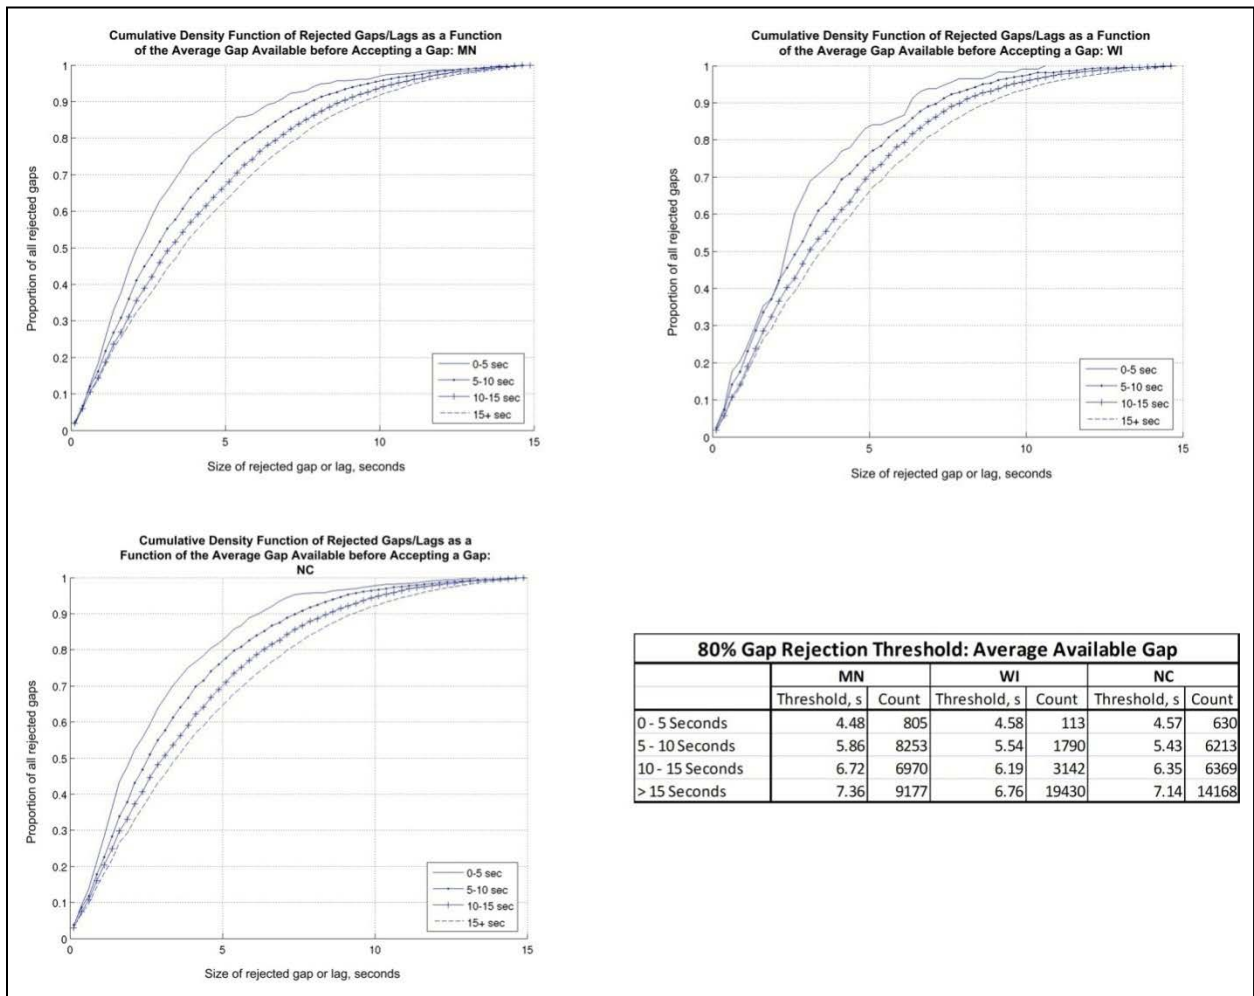 Cumulative Density Function of Rejected Gaps/Lags as a Function
of the Average Gap Available before Accepting a Gap: MN
1
0.9
0.8
0.7
0.6
0.5
0.4
0.3
0.2
0.1
0
Proportion of all rejected gaps
0 5 10 15
Size of rejected gap or lag, seconds
0-5 sec
5-10 sec
10-15 sec
15+ sec
Cumulative Density Function of Rejected Gaps/Lags as a Function
of the Average Gap Available before Accepting a Gap: WI
1
0.9
0.8
0.7
0.6
0.5
0.4
0.3
0.2
0.1
0
Proportion of all rejected gaps
0 5 10 15
Size of rejected gap or lag, seconds
0-5 sec
5-10 sec
10-15 sec
15+ sec
Cumulative Density Function of Rejected Gaps/Lags as a
Function of the Average Gap Available before Accepting a Gap:
NC
1
0.9
0.8
0.7
0.6
0.5
0.4
0.3
0.2
0.1
0
Proportion of all rejected gaps
0 5 10 15
Size of rejected gap or lag, seconds
0-5 sec
5-10 sec
10-15 sec
15+ sec
80% Gap Rejection Threshold: Average Available Gap
MN WI NC
Threshold, s Count Threshold, s Count Threshold, s Count
0 - 5 Seconds 4.48 805 4.58 113 4.57 630
5 - 10 Seconds 5.86 8253 5.54 1790 5.43 6213
10 - 15 Seconds 6.72 6970 6.19 3142 6.35 6369
> 15 Seconds 7.36 9177 6.76 19430 7.14 14168